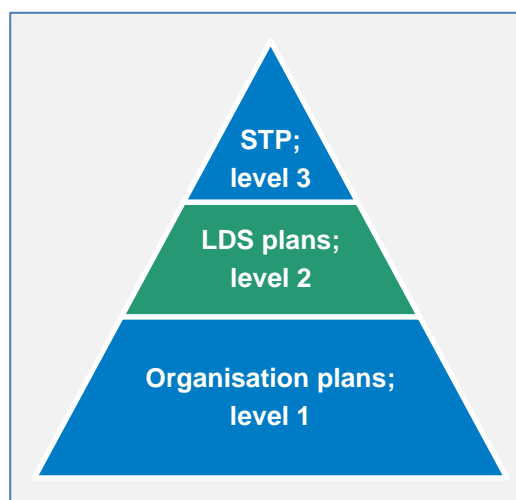 STP;
level 3
LDS plans;
level 2
Organisation plans;
level 1